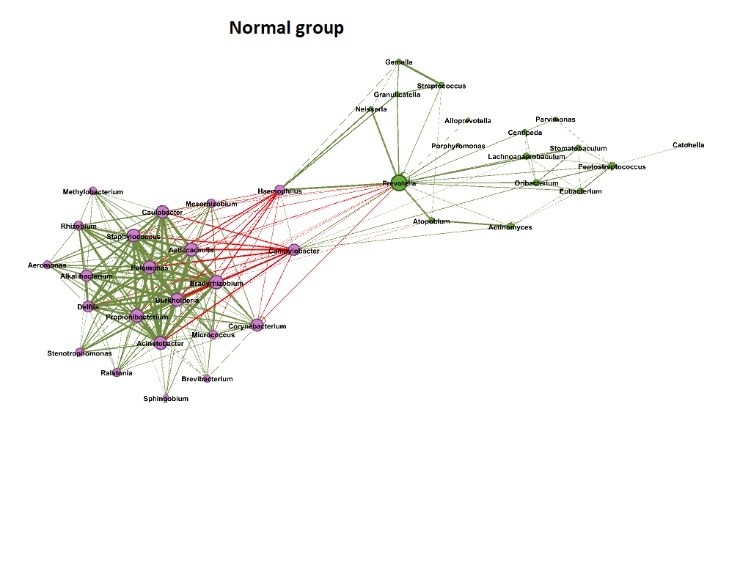 Normal group
Gemella
Streptococcus
Granulicatella
Neisseria
Alloprevotella
Parvimonas
Centipeda
Catonella
Porphyromonas
Stomatobaculum
Lachnoanaerobaculum
Peptostreptococcus
Prevotella
Oribacterium
Eubacterium
Haemophilus
Methylobacterium
Mesorhizobium
Caulobacter
Atopobium
Rhizobium
Actinomyces
Staphylococcus
Campylobacter
Aeromonas
Pelomonas
Alkalibacterium
Bradyrhizobium
Burkholderia
Delftia
Propionibacterium
Corynebacterium
Micrococcus
Acinetobacter
Stenotrophomonas
Ralstonia
Brevibacterium
Sphingobium